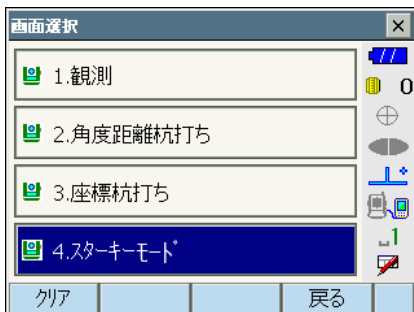 画面選択
1.観測
0
2.角度距離杭打ち
3.座標杭打ち
4.ｽﾀｰｷｰﾓｰﾄﾞ
1
クリア
戻る